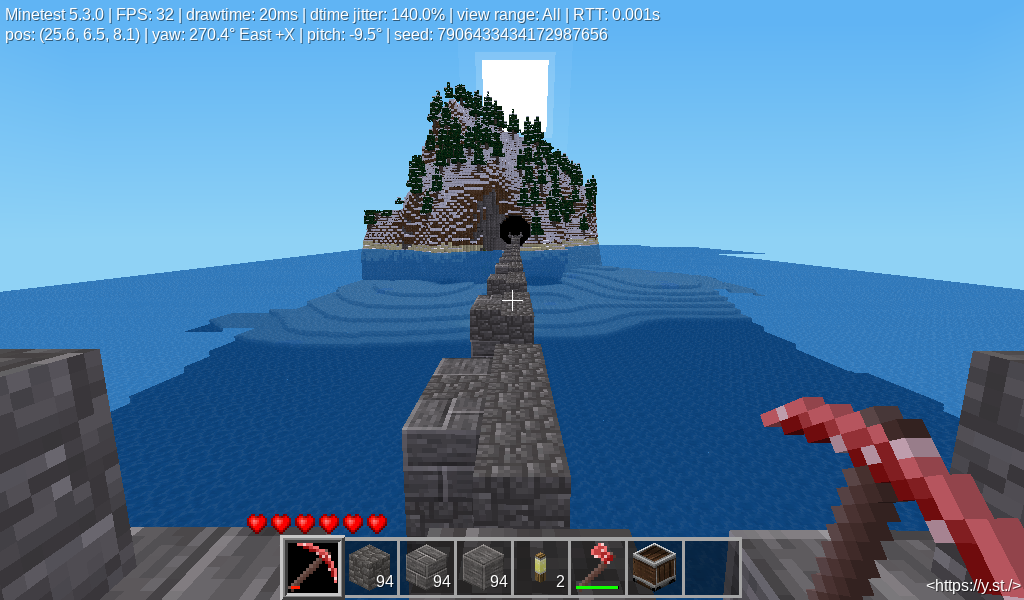 Minetest 5.3.0 | FPS: 32 | drawtime: 20ms | dtime jitter: 140.0% | view range: All | RTT: 0.001s
pos: (25.6, 6.5, 8.1) | yaw: 270.4° East +X | pitch: -9.5° | seed: 7906433434172987656
94 94 94 2
<https://y.st./>